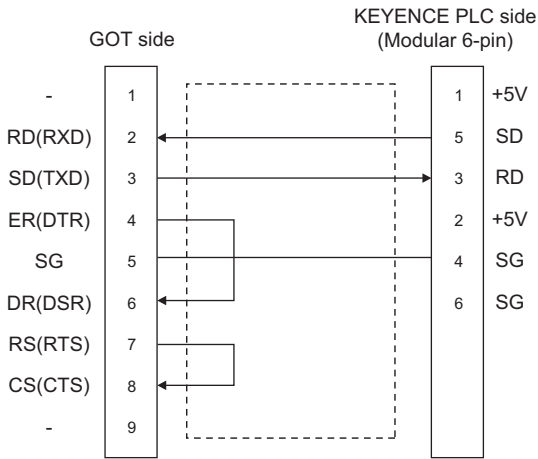 KEYENCE PLC side
GOT side (Modular 6-pin)
- 1 1 +5V
RD(RXD) 2 5 SD
SD(TXD) 3 3 RD
ER(DTR) 4 2 +5V
SG 5 4 SG
DR(DSR) 6 6 SG
RS(RTS) 7
CS(CTS) 8
- 9